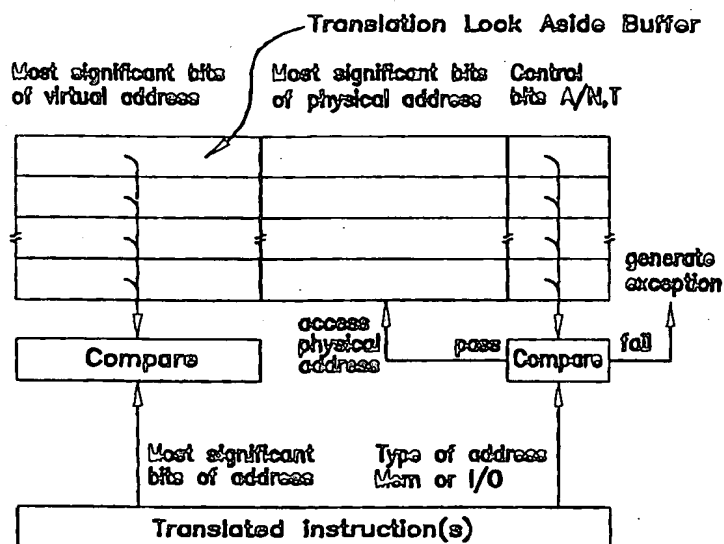 Translation Look Aside Buffer
Most significant bits
of virtual address
Most significant bits
of physical address
Control
bits A/N,T
generate
exception
access
physical
address
pass
fail
Compare
Compare
Most significant
bits of address
Type of address
Mem or I/O
Translated instruction(s)